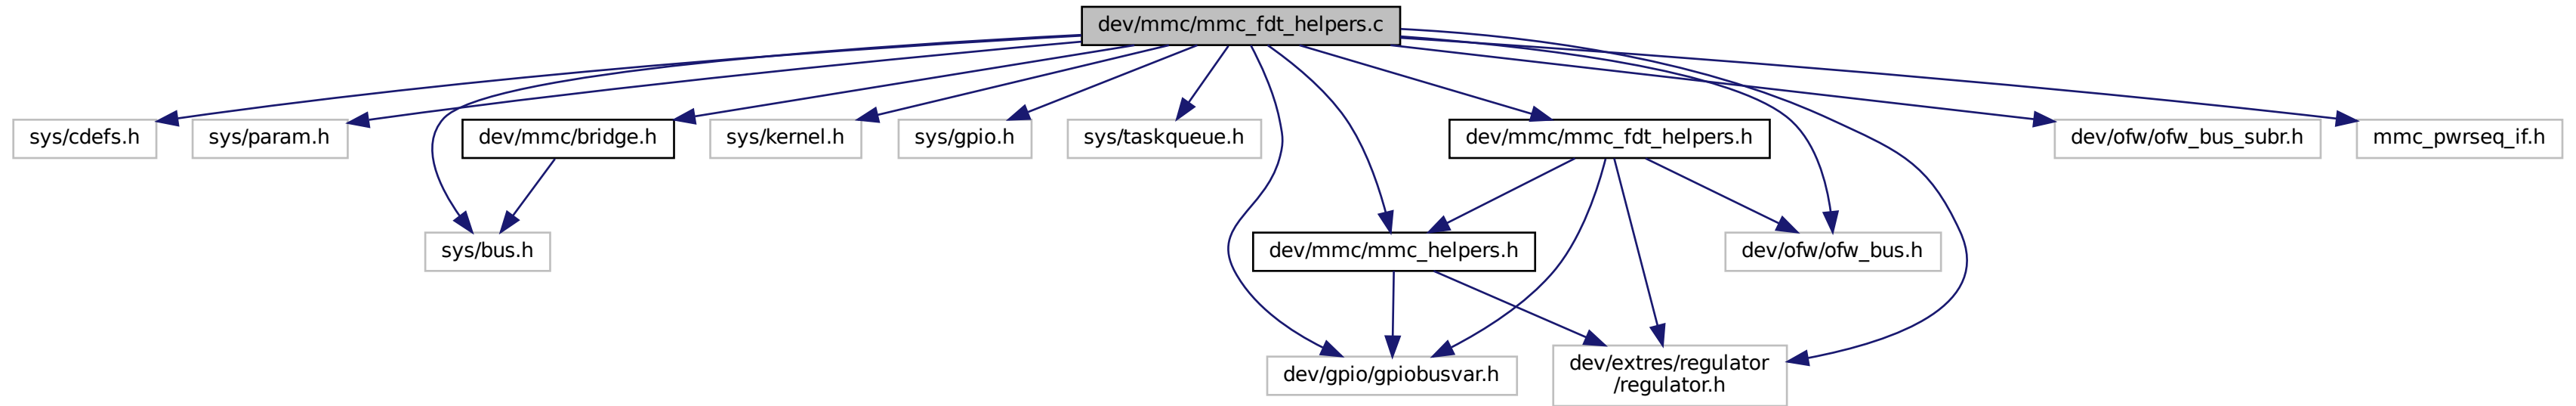 dev/mmc/mmc_fdt_helpers.c
sys/cdefs.h
sys/param.h
dev/mmc/bridge.h
sys/kernel.h
sys/gpio.h
sys/taskqueue.h
dev/mmc/mmc_fdt_helpers.h
dev/ofw/ofw_bus_subr.h
mmc_pwrseq_if.h
sys/bus.h
dev/mmc/mmc_helpers.h
dev/ofw/ofw_bus.h
dev/gpio/gpiobusvar.h
dev/extres/regulator
/regulator.h